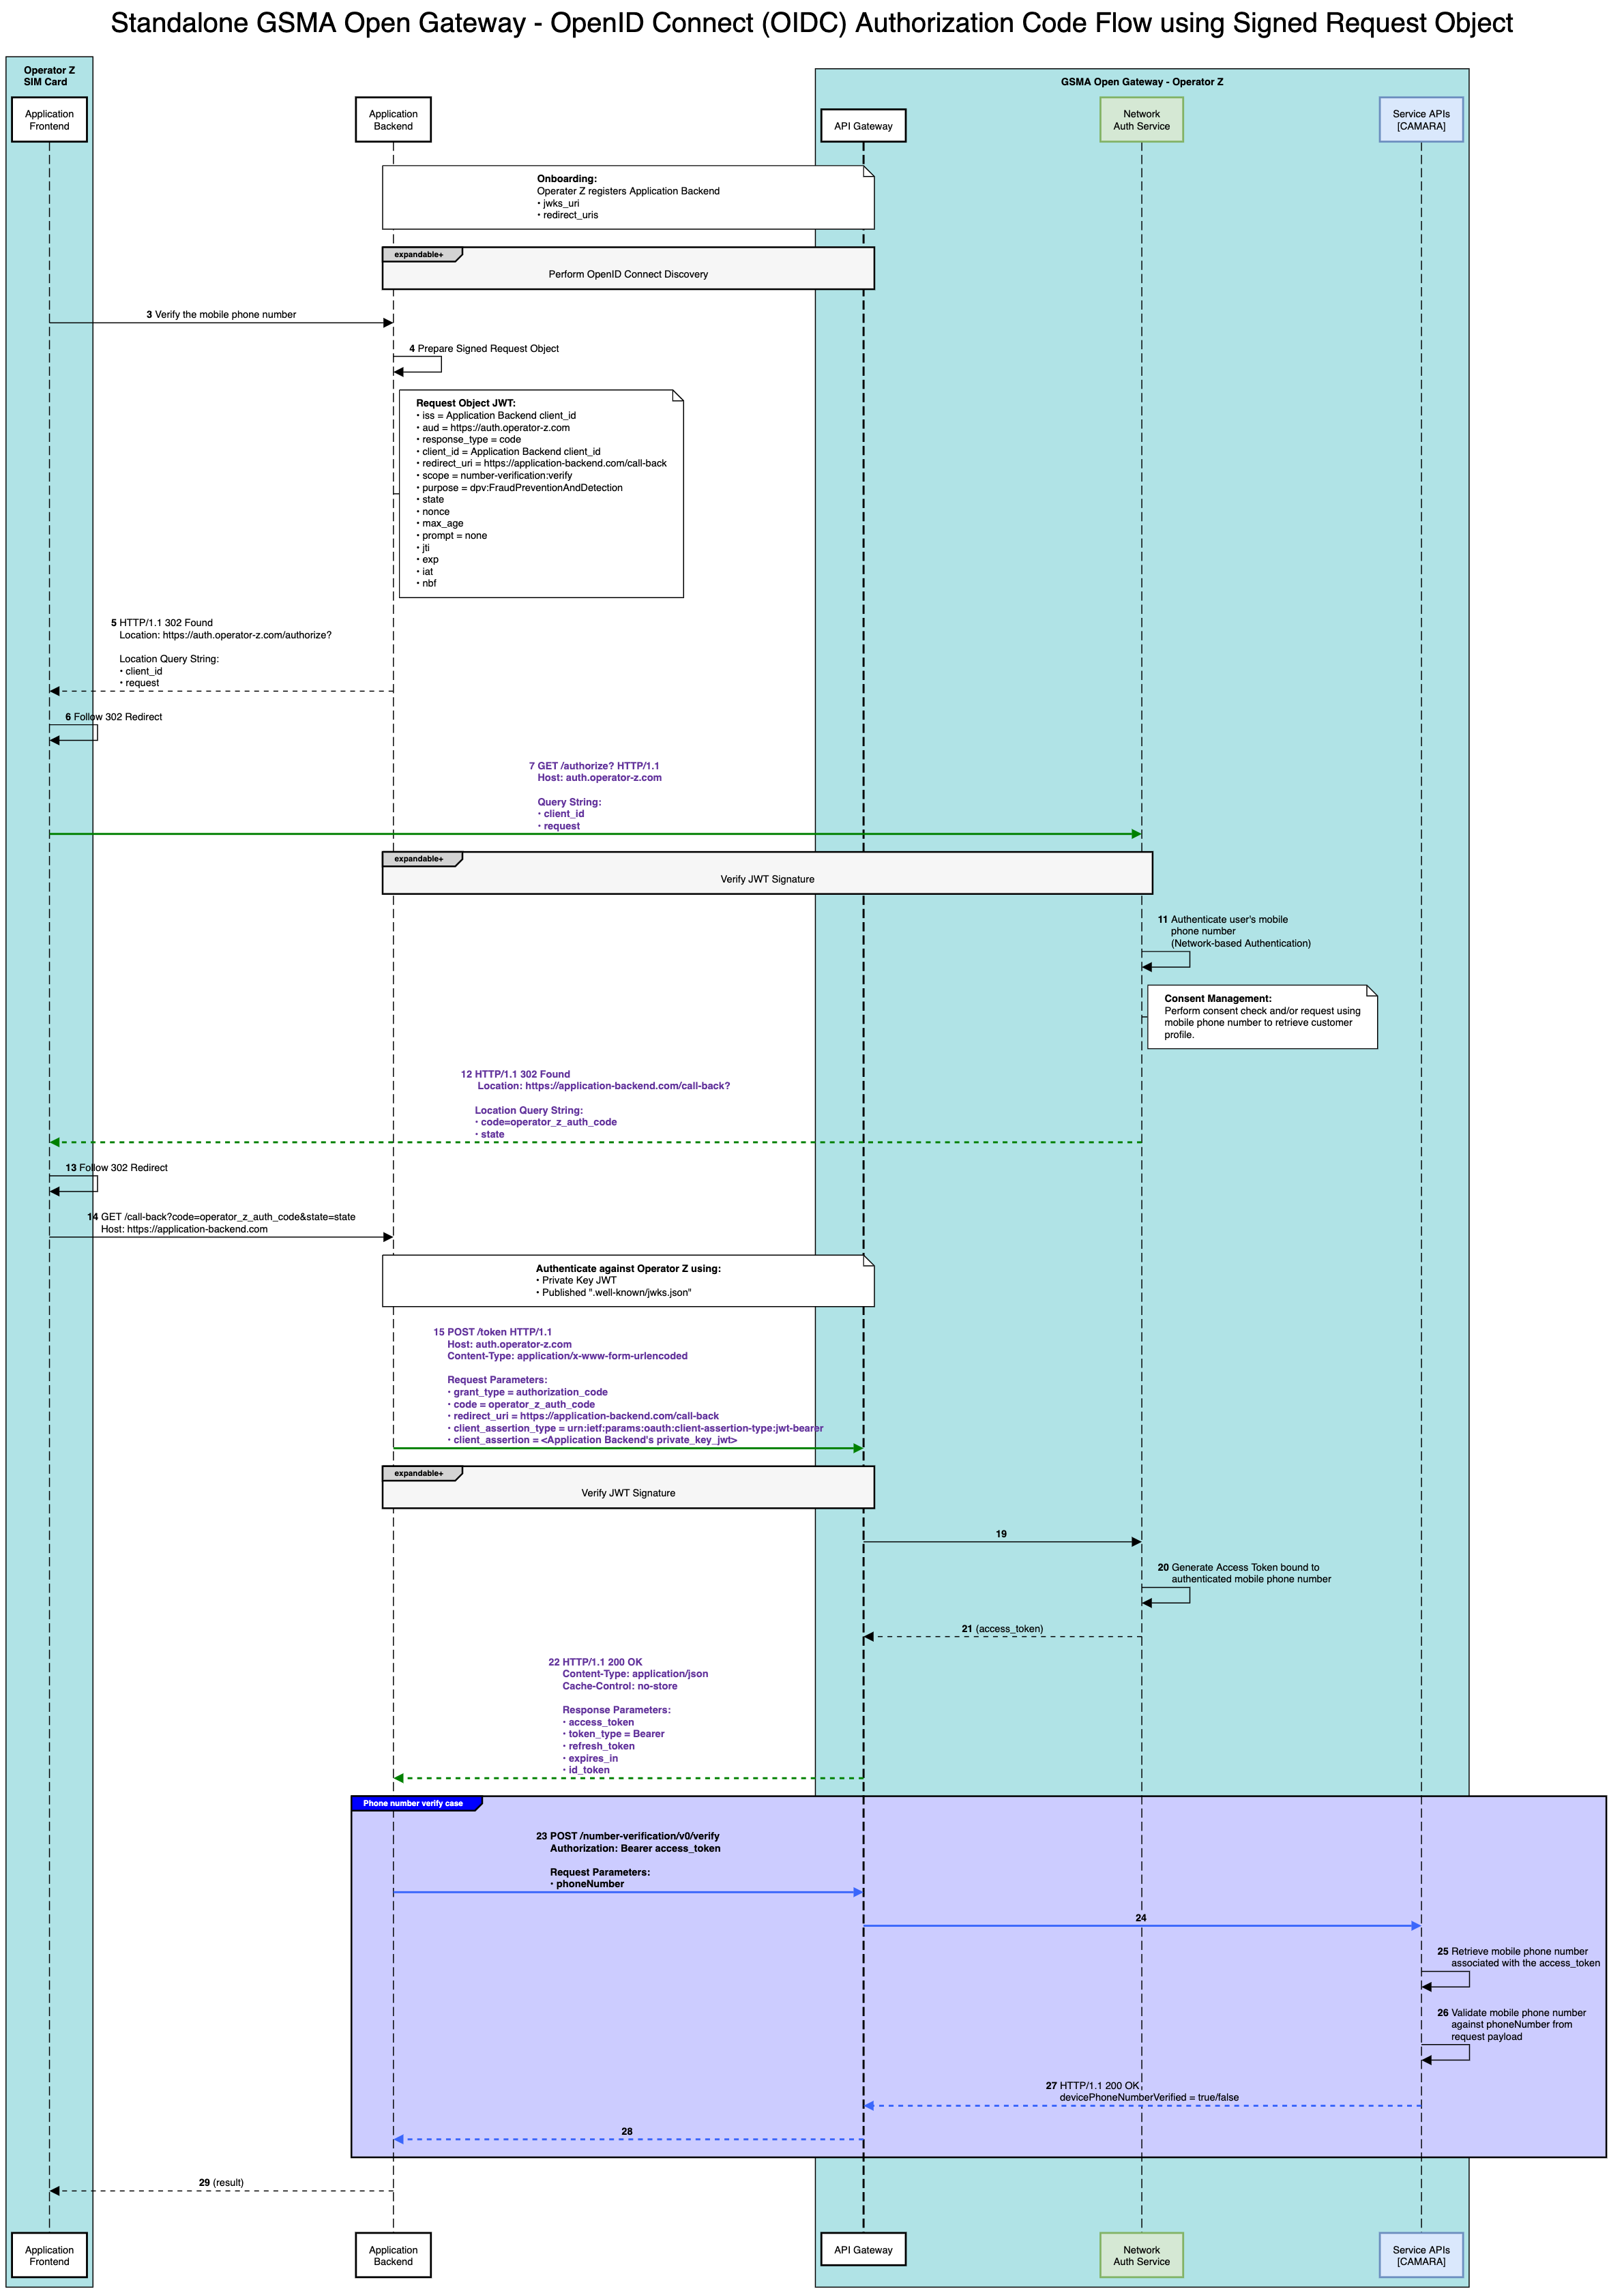 Standalone GSMA Open Gateway - OpenID Connect (OIDC) Authorization Code Flow using Signed Request Object
Operator Z
SIM Card
GSMA Open Gateway - Operator Z
Application
Frontend
Application
Backend
API Gateway
Network
Auth Service
Service APIs
[CAMARA]
Onboarding:
Operater Z registers Application Backend
• jwks_uri
• redirect_uris
expandable+
Perform OpenID Connect Discovery
3 Verify the mobile phone number
4 Prepare Signed Request Object
Request Object JWT:
• iss = Application Backend client_id
• aud = https://auth.operator-z.com
• response_type = code
• client_id = Application Backend client_id
• redirect_uri = https://application-backend.com/call-back
• scope = number-verification:verify
• purpose = dpv:FraudPreventionAndDetection
• state
• nonce
• max_age
• prompt = none
• jti
• exp
• iat
• nbf
5 HTTP/1.1 302 Found
Location: https://auth.operator-z.com/authorize?
Location Query String:
• client_id
• request
6 Follow 302 Redirect
7 GET /authorize? HTTP/1.1
Host: auth.operator-z.com
Query String:
• client_id
• request
expandable+
Verify JWT Signature
11 Authenticate user's mobile
phone number
(Network-based Authentication)
Consent Management:
Perform consent check and/or request using
mobile phone number to retrieve customer
profile.
12 HTTP/1.1 302 Found
Location: https://application-backend.com/call-back?
Location Query String:
• code=operator_z_auth_code
• state
13 Follow 302 Redirect
14 GET /call-back?code=operator_z_auth_code&state=state
Host: https://application-backend.com
Authenticate against Operator Z using:
• Private Key JWT
• Published ".well-known/jwks.json"
15 POST /token HTTP/1.1
Host: auth.operator-z.com
Content-Type: application/x-www-form-urlencoded
Request Parameters:
• grant_type = authorization_code
• code = operator_z_auth_code
• redirect_uri = https://application-backend.com/call-back
• client_assertion_type = urn:ietf:params:oauth:client-assertion-type:jwt-bearer
• client_assertion = <Application Backend's private_key_jwt>
expandable+
Verify JWT Signature
19
20 Generate Access Token bound to
authenticated mobile phone number
21 (access_token)
22 HTTP/1.1 200 OK
Content-Type: application/json
Cache-Control: no-store
Response Parameters:
• access_token
• token_type = Bearer
• refresh_token
• expires_in
• id_token
Phone number verify case
23 POST /number-verification/v0/verify
Authorization: Bearer access_token
Request Parameters:
• phoneNumber
24
25 Retrieve mobile phone number
associated with the access_token
26 Validate mobile phone number
against phoneNumber from
request payload
27 HTTP/1.1 200 OK
devicePhoneNumberVerified = true/false
28
29 (result)
Application
Frontend
Application
Backend
API Gateway
Network
Auth Service
Service APIs
[CAMARA]